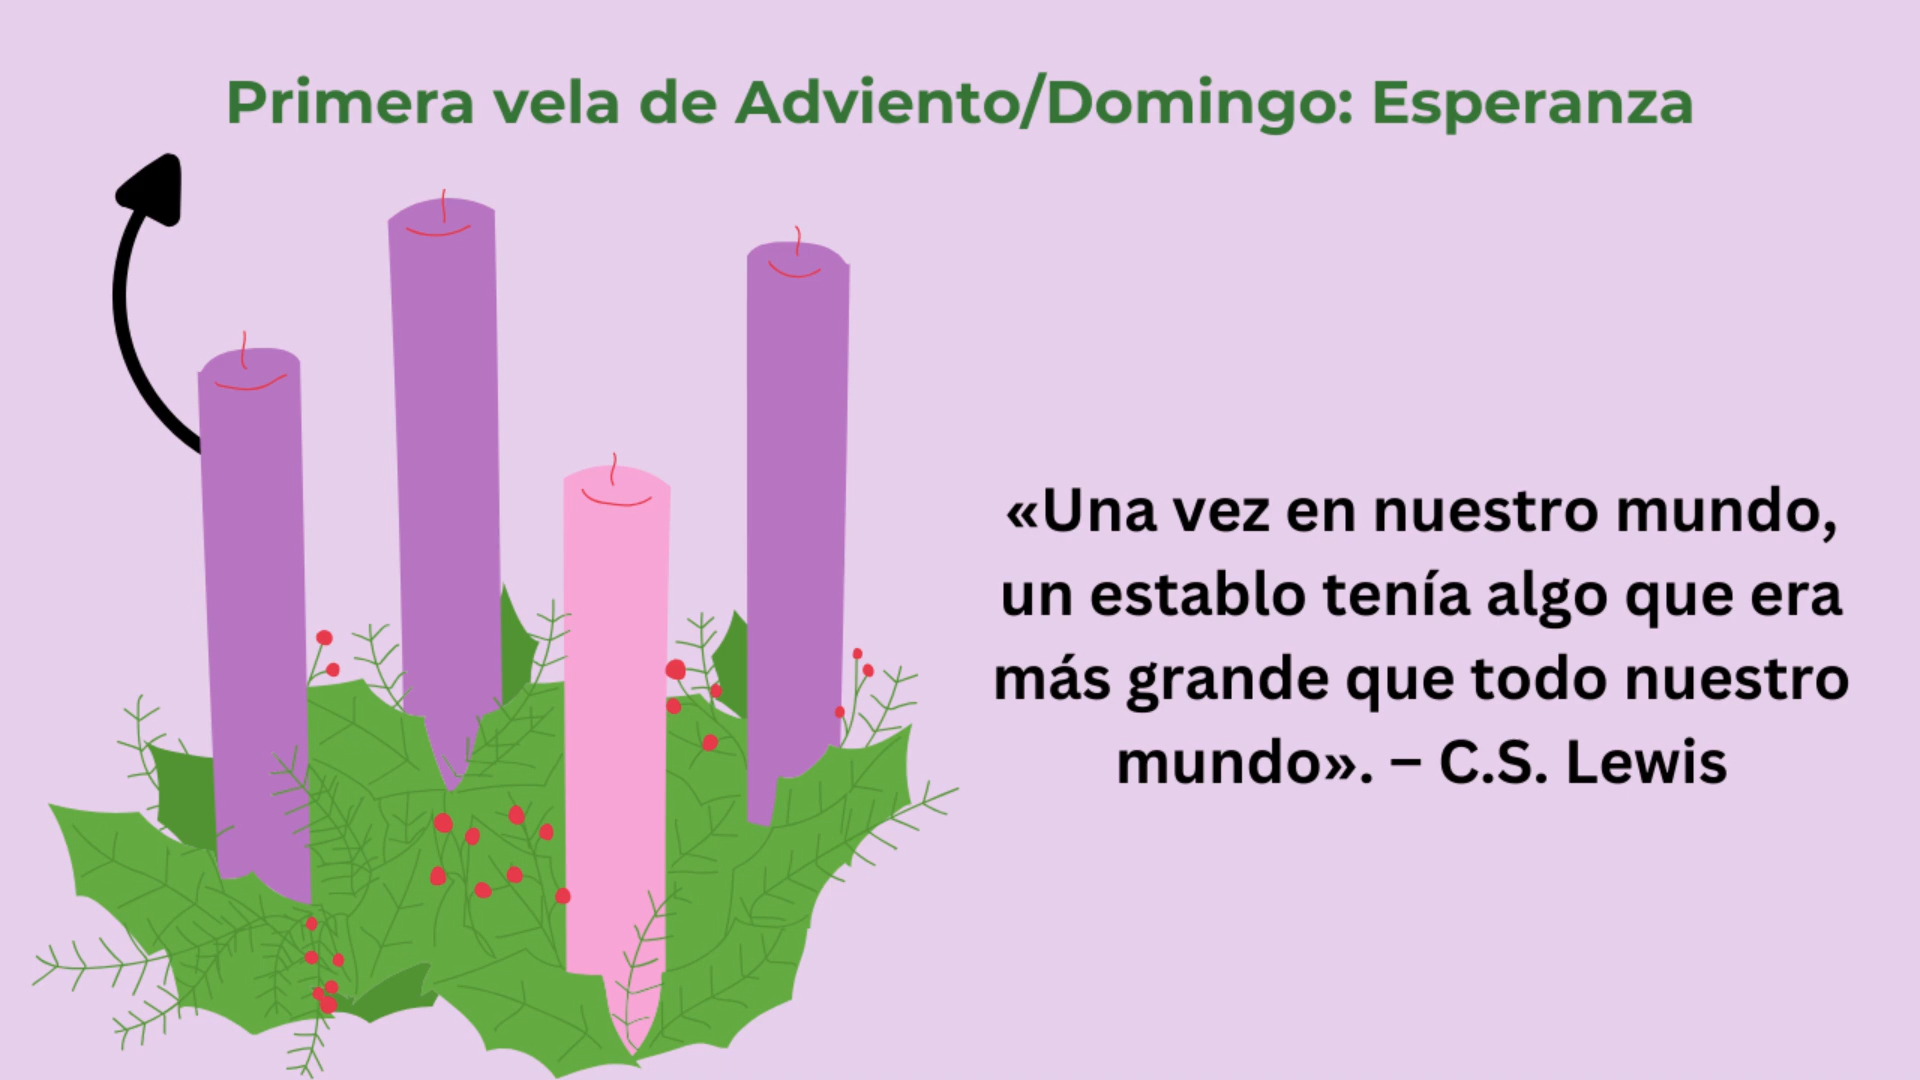 Primera vela de Adviento/Domingo: Esperanza
«Una vez en nuestro mundo,
un establo tenía algo que era
más grande que todo nuestro
mundo». – C.S. Lewis